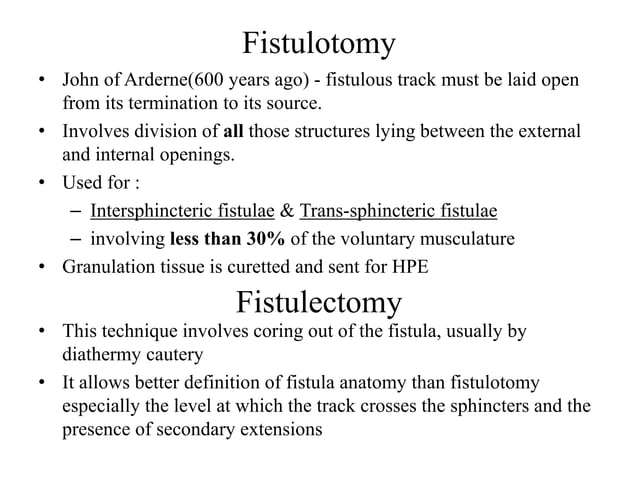 Fistulotomy
• John of Arderne(600 years ago) - fistulous track must be laid open
from its termination to its source.
• Involves division of all those structures lying between the external
and internal openings.
• Used for :
– Intersphincteric fistulae & Trans-sphincteric fistulae
– involving less than 30% of the voluntary musculature
• Granulation tissue is curetted and sent for HPE
Fistulectomy
• This technique involves coring out of the fistula, usually by
diathermy cautery
• It allows better definition of fistula anatomy than fistulotomy
especially the level at which the track crosses the sphincters and the
presence of secondary extensions